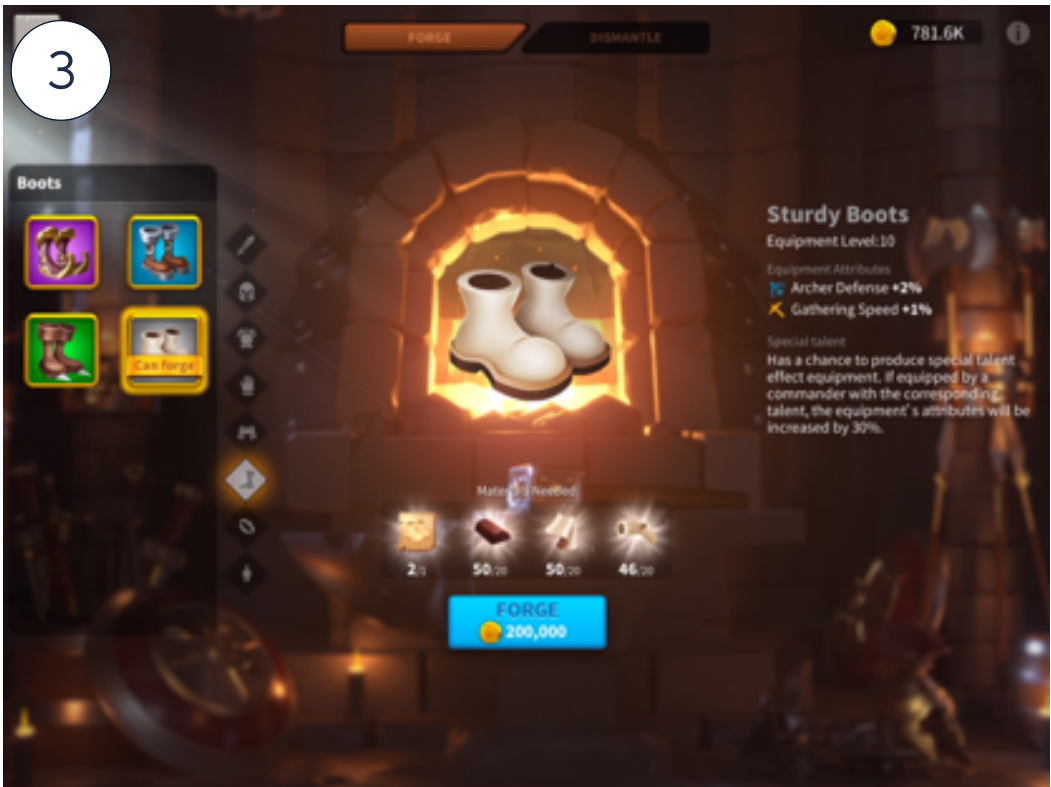 3
FORGE
DISMANTLE
781.6K
i
Boots
Can forge
Sturdy Boots
Equipment Level:10
Equipment Attributes
Archer Defense +2%
Gathering Speed +1%
Special talent
Has a chance to produce special talent
effect equipment. If equipped by a
commander with the corresponding
talent, the equipment's attributes will be
increased by 30%.
Materials Needed
2/1 50/20 50/20 46/20
FORGE
200,000